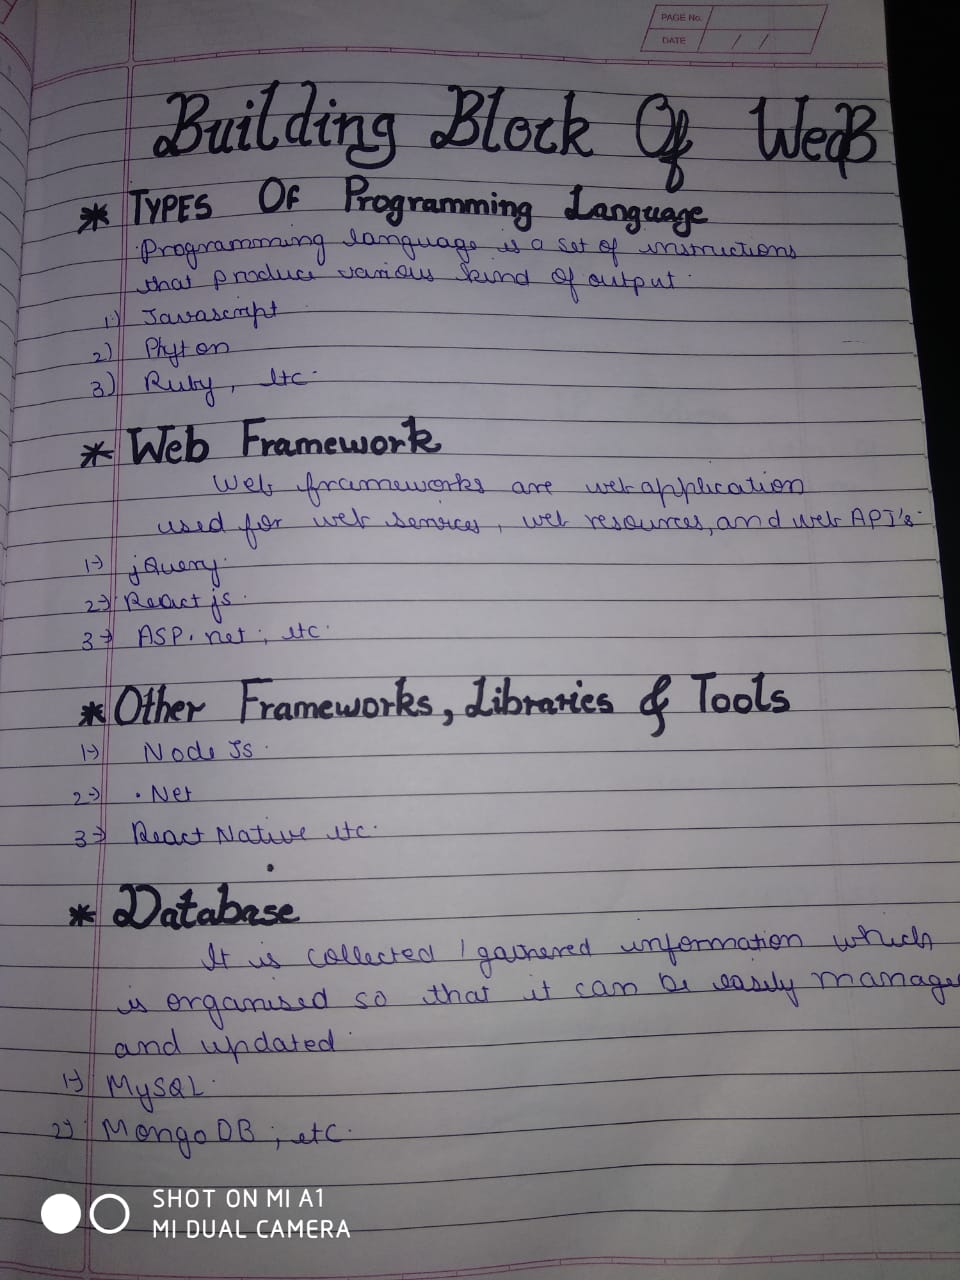 PAGE No.
DATE / /
Building Block Of WeB
* TYPES OF Programming Language
Programming language is a set of instructions
that produce various kind of output.
1) Javascript
2) Phyton
3) Ruby, etc.
* Web Framework
Web frameworks are web application
used for web services, web resources, and web API's.
1→ jQuery.
2→ React js.
3→ ASP.net, etc.
* Other Frameworks, Libraries & Tools
1→ Node Js.
2→ .Net
3→ React Native etc.
* Database
It is collected / gathered information which
is organised so that it can be easily manage
and updated.
1→ MySQL.
2→ MongoDB, etc.
SHOT ON MI A1
MI DUAL CAMERA